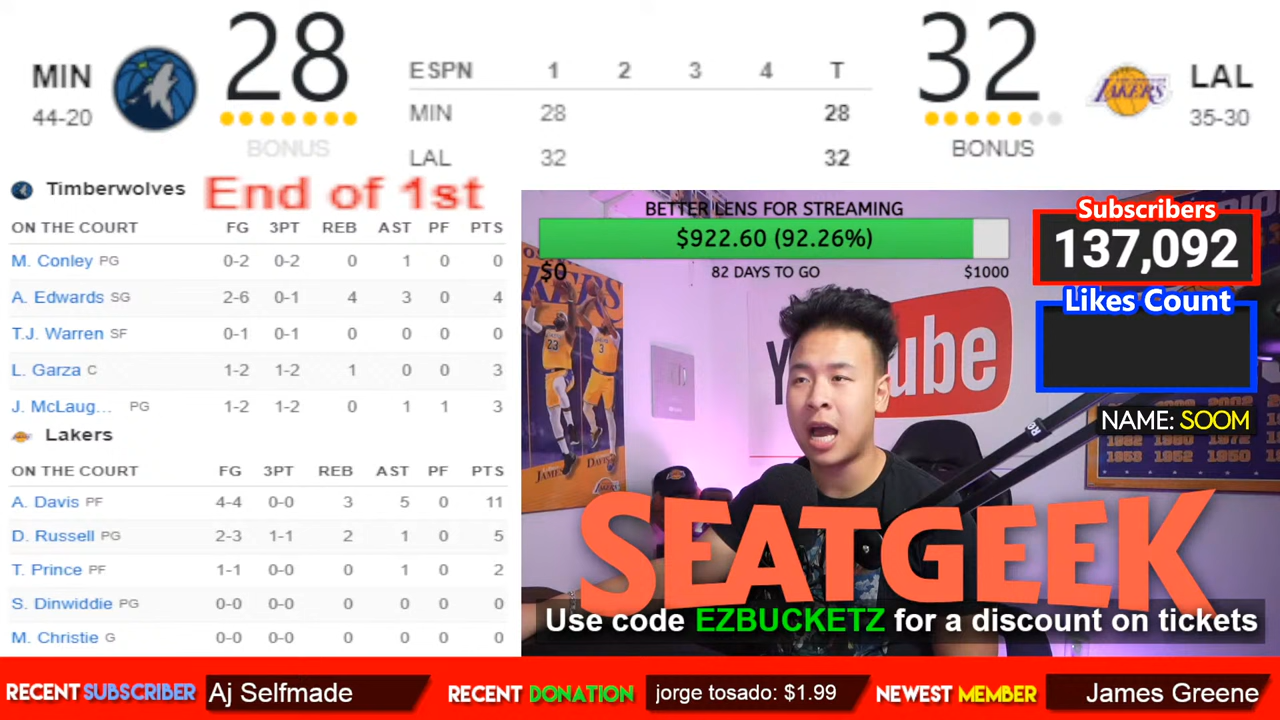 MIN
44-20
28
BONUS
ESPN 1 2 3 4 T
MIN 28 28
LAL 32 32
32
BONUS
LAL
35-30
LAKERS
Timberwolves
End of 1st
ON THE COURT FG 3PT REB AST PF PTS
M. Conley PG 0-2 0-2 0 1 0 0
A. Edwards SG 2-6 0-1 4 3 0 4
T.J. Warren SF 0-1 0-1 0 0 0 0
L. Garza C 1-2 1-2 1 0 0 3
J. McLaug... PG 1-2 1-2 0 1 1 3
Lakers
ON THE COURT FG 3PT REB AST PF PTS
A. Davis PF 4-4 0-0 3 5 0 11
D. Russell PG 2-3 1-1 2 1 0 5
T. Prince PF 1-1 0-0 0 1 0 2
S. Dinwiddie PG 0-0 0-0 0 0 0 0
M. Christie G 0-0 0-0 0 0 0 0
BETTER LENS FOR STREAMING
$922.60 (92.26%)
$0 82 DAYS TO GO $1000
Subscribers
137,092
Likes Count
NAME: SOOM
LAKERS
23
3
JAMES DAVIS
SEATGEEK
Use code EZBUCKETZ for a discount on tickets
RECENT SUBSCRIBER Aj Selfmade RECENT DONATION jorge tosado: $1.99 NEWEST MEMBER James Greene